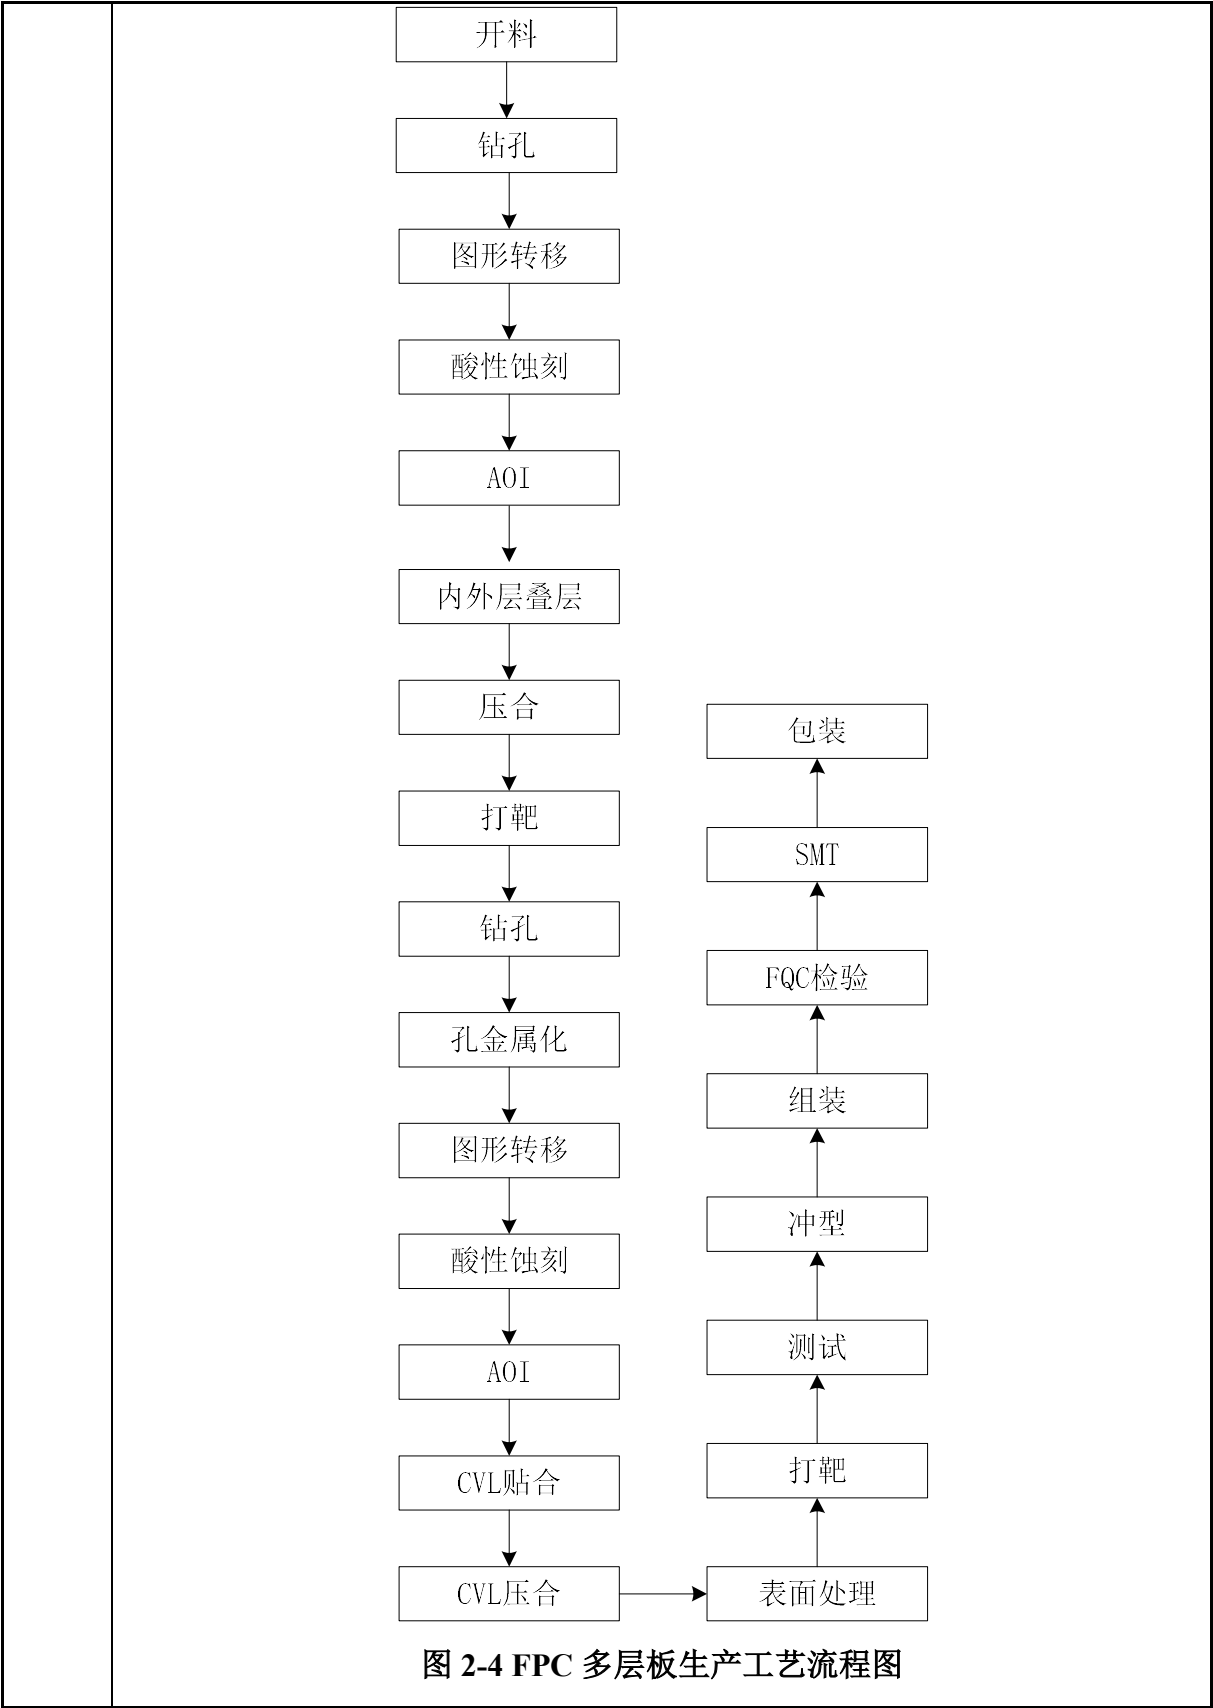 开料
钻孔
图形转移
酸性蚀刻
AOI
内外层叠层
压合
打靶
钻孔
孔金属化
图形转移
酸性蚀刻
AOI
CVL贴合
CVL压合
表面处理
打靶
测试
冲型
组装
FQC检验
SMT
包装
图 2-4 FPC 多层板生产工艺流程图